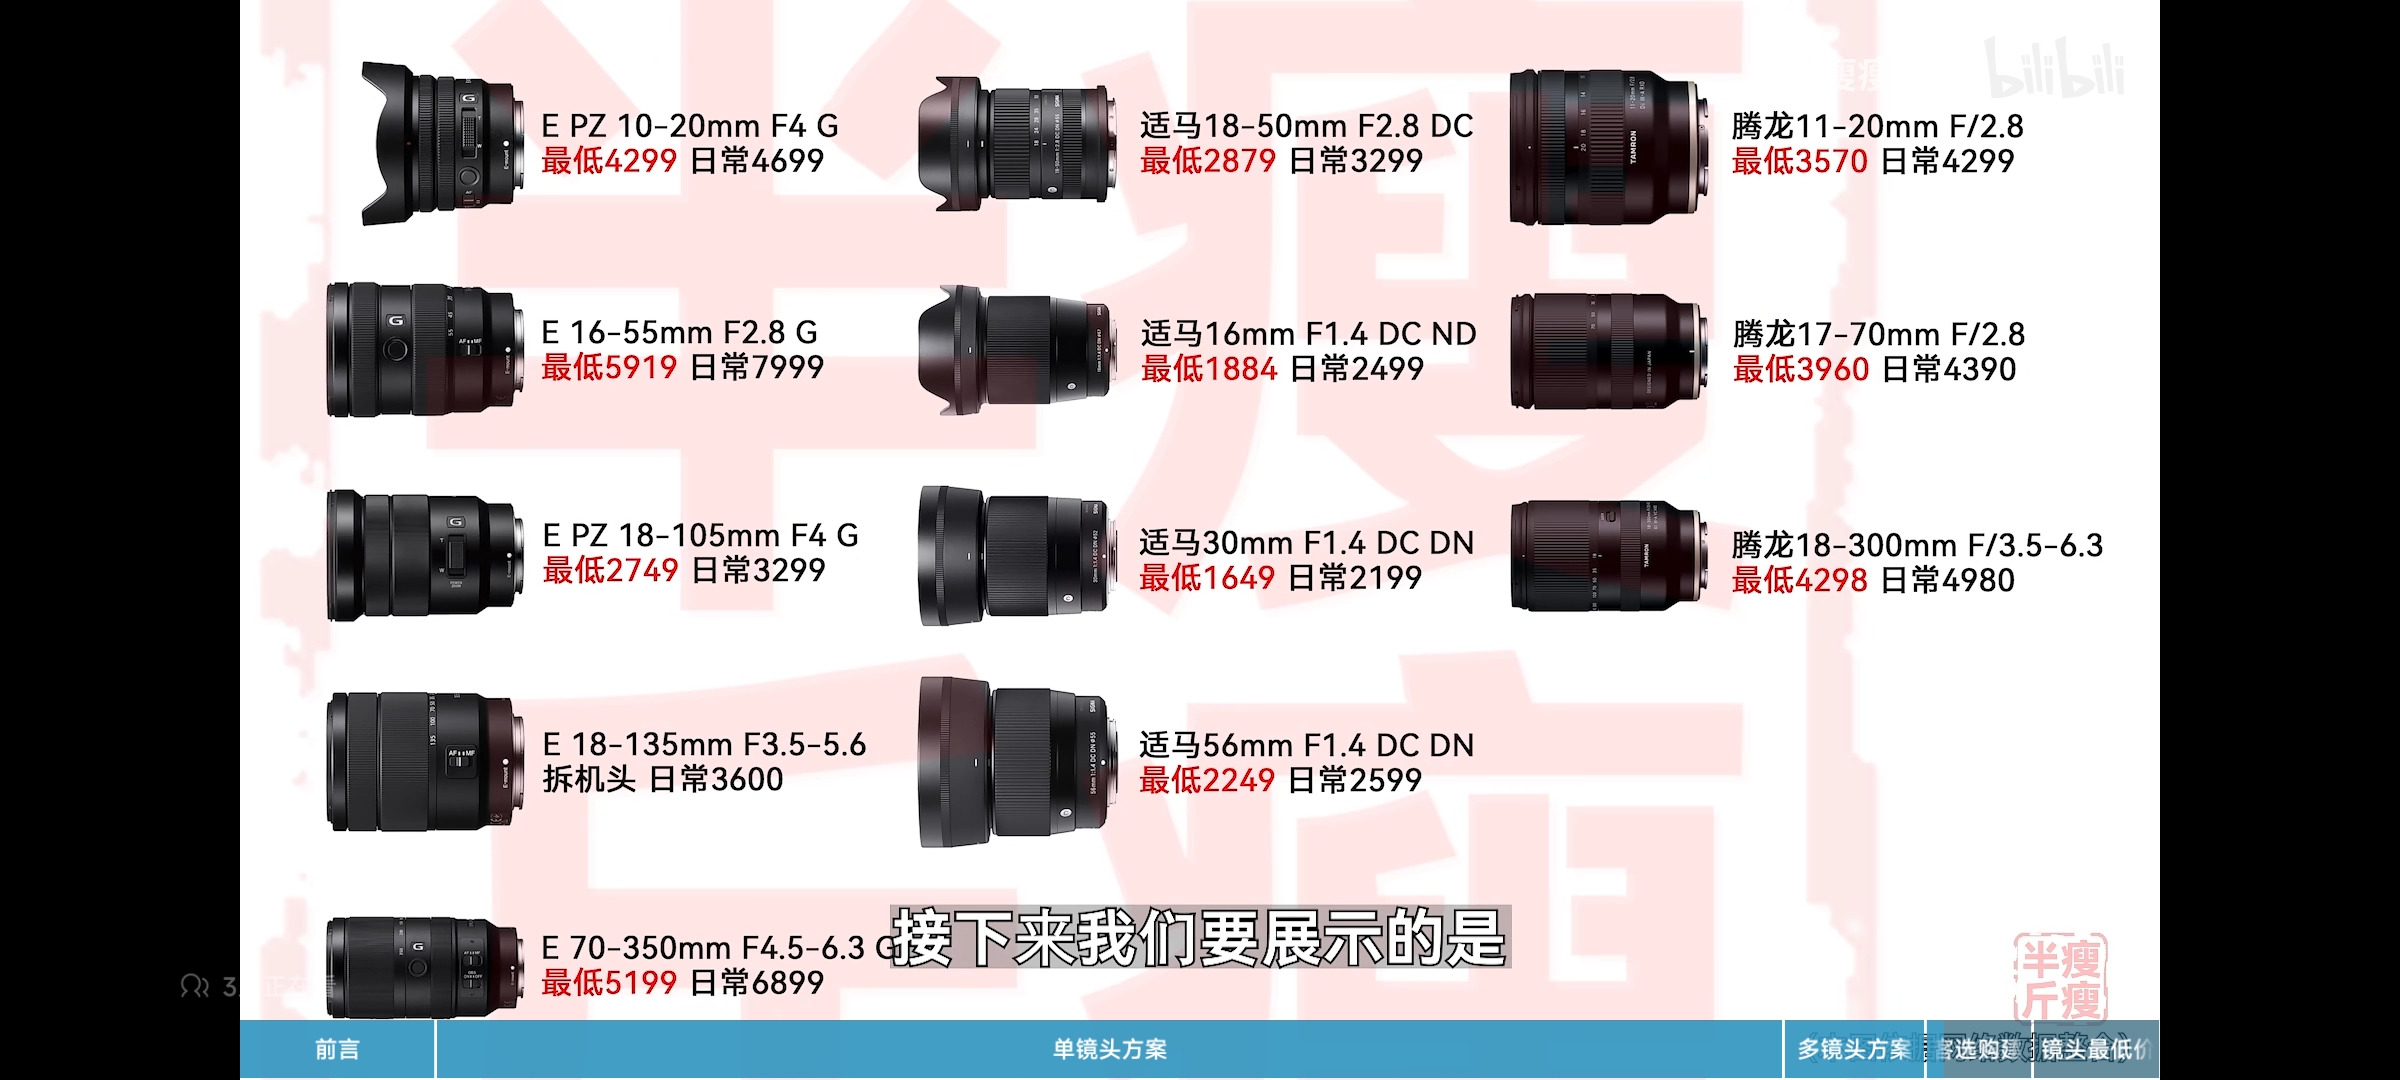 bilibili
E PZ 10-20mm F4 G
最低4299 日常4699
E 16-55mm F2.8 G
最低5919 日常7999
E PZ 18-105mm F4 G
最低2749 日常3299
E 18-135mm F3.5-5.6
拆机头 日常3600
E 70-350mm F4.5-6.3 G
最低5199 日常6899
适马18-50mm F2.8 DC
最低2879 日常3299
适马16mm F1.4 DC ND
最低1884 日常2499
适马30mm F1.4 DC DN
最低1649 日常2199
适马56mm F1.4 DC DN
最低2249 日常2599
腾龙11-20mm F/2.8
最低3570 日常4299
腾龙17-70mm F/2.8
最低3960 日常4390
腾龙18-300mm F/3.5-6.3
最低4298 日常4980
接下来我们要展示的是
半瘦
斤瘦
前言
单镜头方案
多镜头方案
选购建
镜头最低价